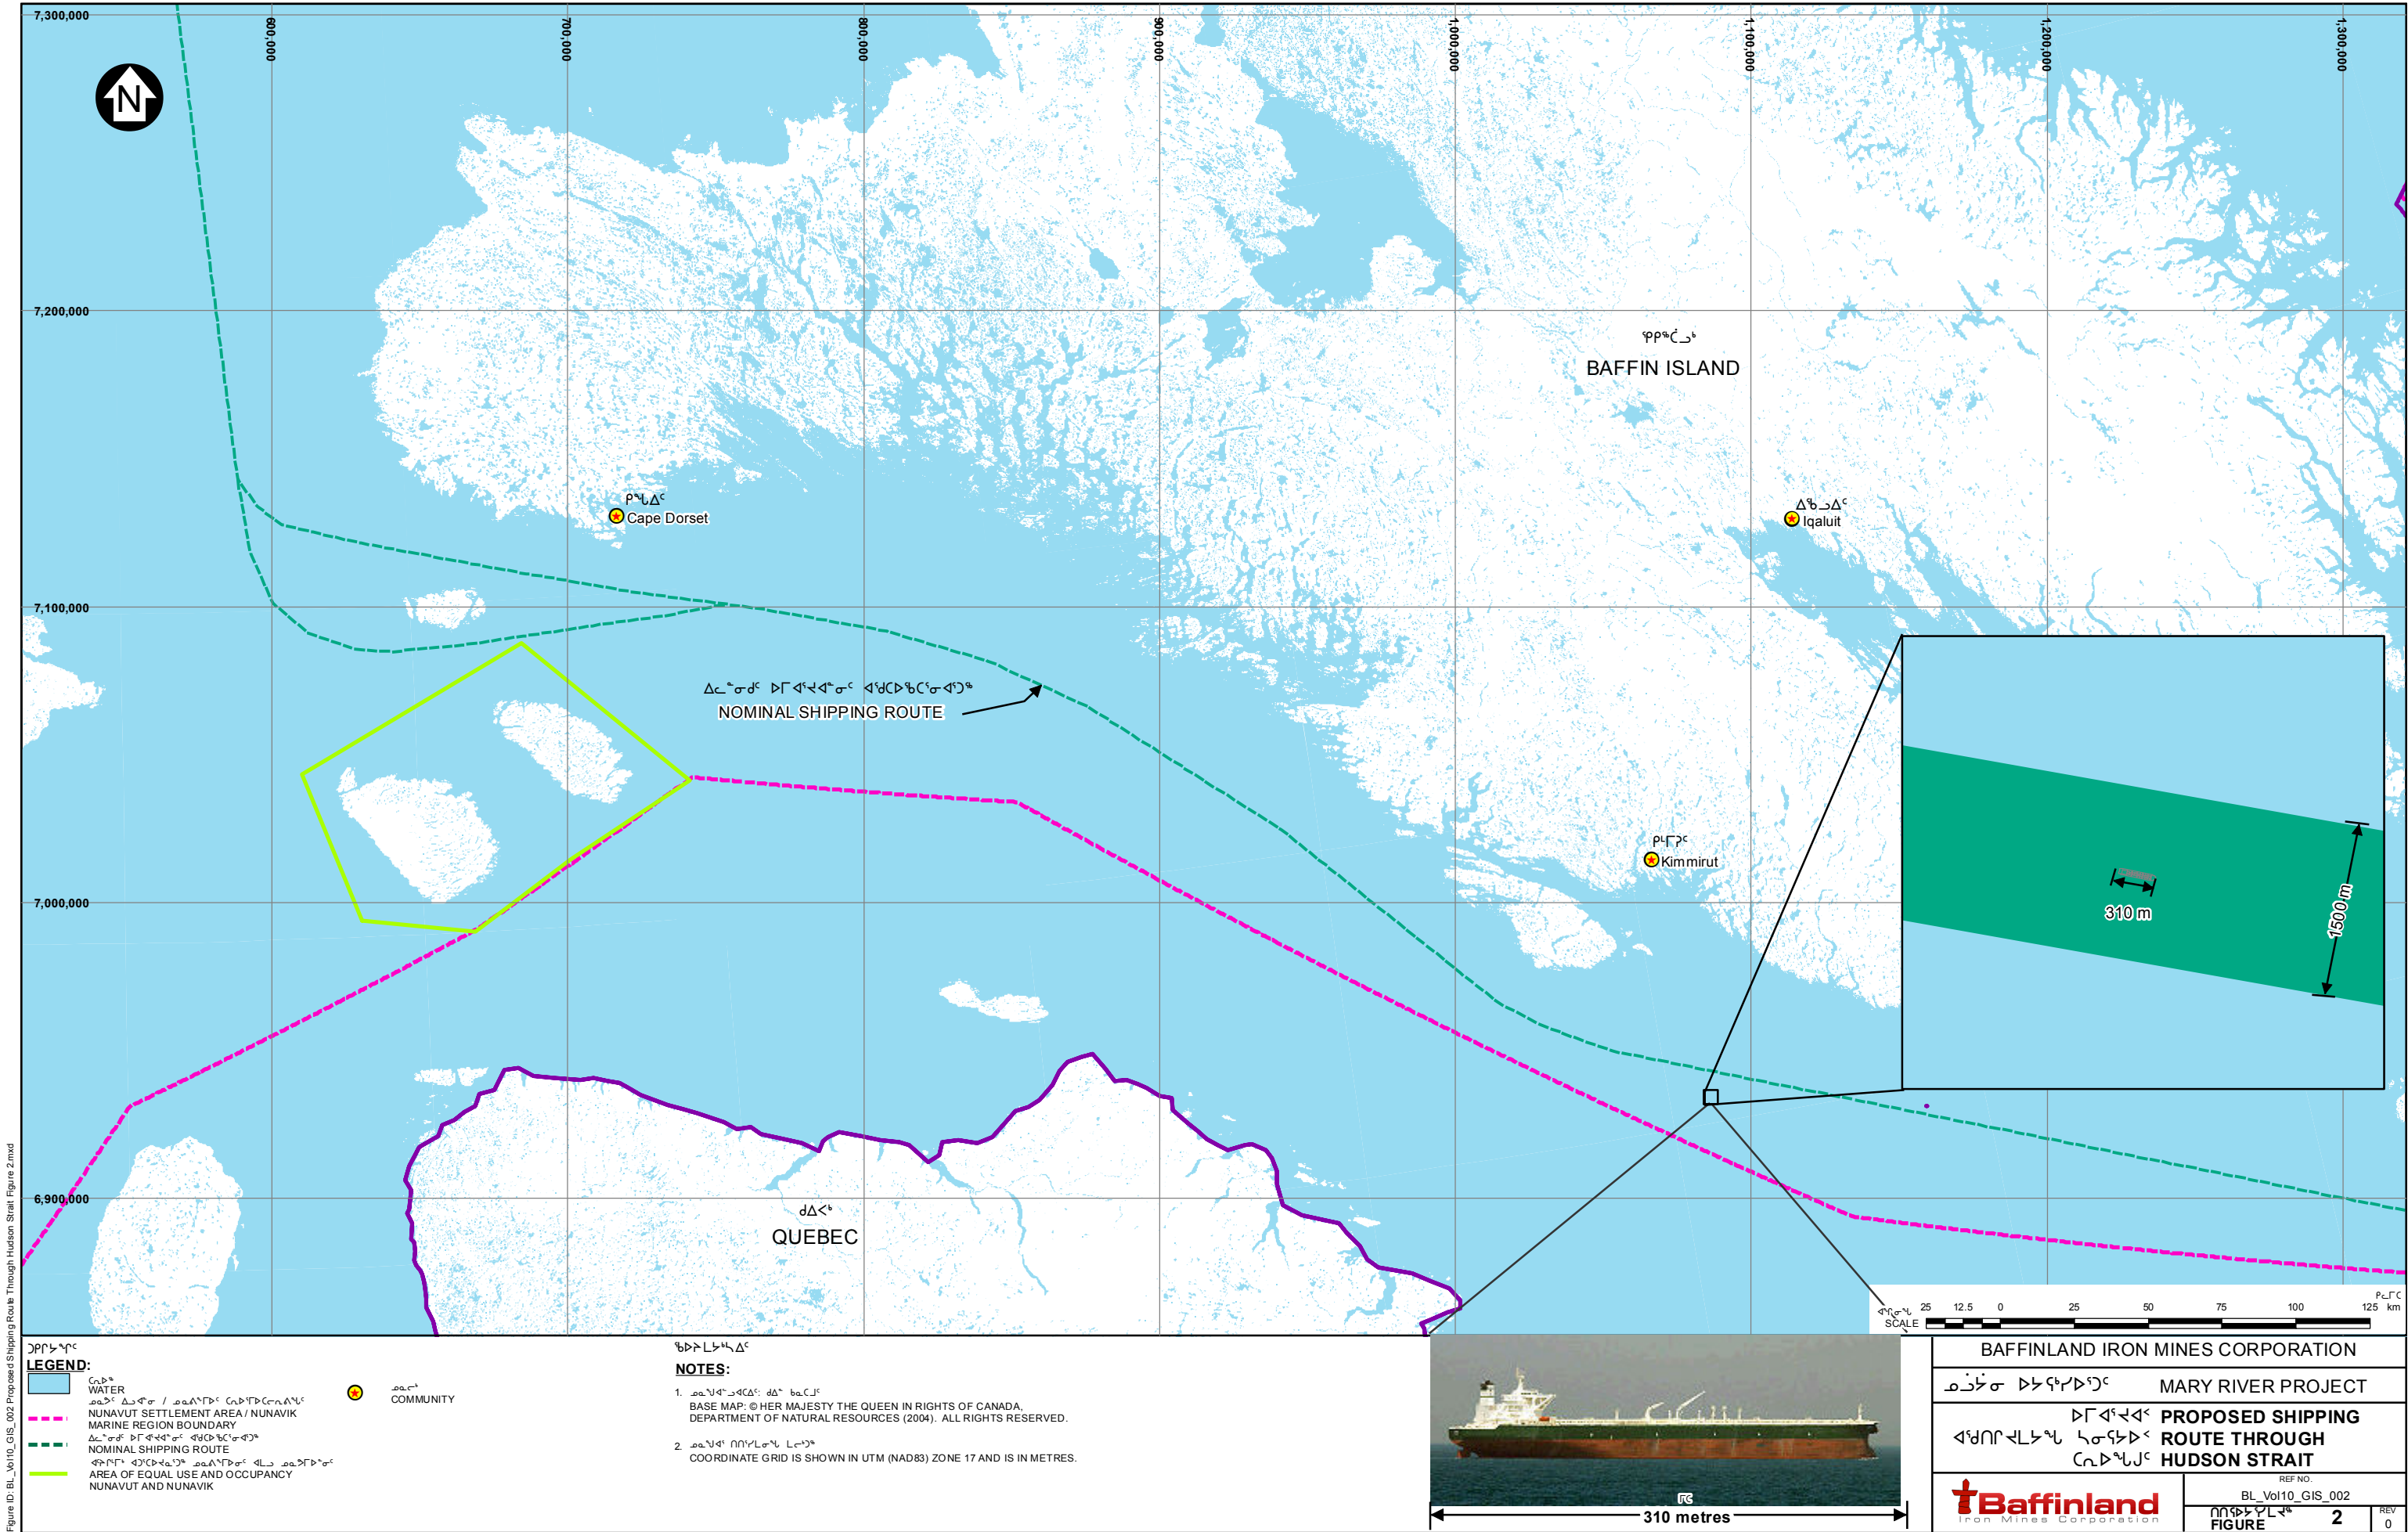 7,300,000
600,000
700,000
800,000
900,000
1,000,000
1,100,000
1,200,000
1,300,000
N
7,200,000
BAFFIN ISLAND
ᑭᙵᐃᑦ
Cape Dorset
ᐃᖃᓗᐃᑦ
Iqaluit
7,100,000
NOMINAL SHIPPING ROUTE
ᑭᒻᒥᕈᑦ
Kimmirut
310 m
1500 m
7,000,000
6,900,000
ᑯᐃᐸᒃ
QUEBEC
SCALE
25 12.5 0 25 50 75 100 125 km
Figure ID: BL_Vol10_GIS_002 Proposed Shipping Route Through Hudson Strait Figure 2.mxd
LEGEND:
ᑕᕆᐅᖅ
WATER
NUNAVUT SETTLEMENT AREA / NUNAVIK
MARINE REGION BOUNDARY
NOMINAL SHIPPING ROUTE
AREA OF EQUAL USE AND OCCUPANCY
NUNAVUT AND NUNAVIK
COMMUNITY
NOTES:
1. BASE MAP: © HER MAJESTY THE QUEEN IN RIGHTS OF CANADA,
DEPARTMENT OF NATURAL RESOURCES (2004). ALL RIGHTS RESERVED.
2. COORDINATE GRID IS SHOWN IN UTM (NAD83) ZONE 17 AND IS IN METRES.
ᒥᑕ
310 metres
BAFFINLAND IRON MINES CORPORATION
MARY RIVER PROJECT
PROPOSED SHIPPING
ROUTE THROUGH
HUDSON STRAIT
Baffinland
Iron Mines Corporation
REF NO.
BL_Vol10_GIS_002
FIGURE 2
REV
0